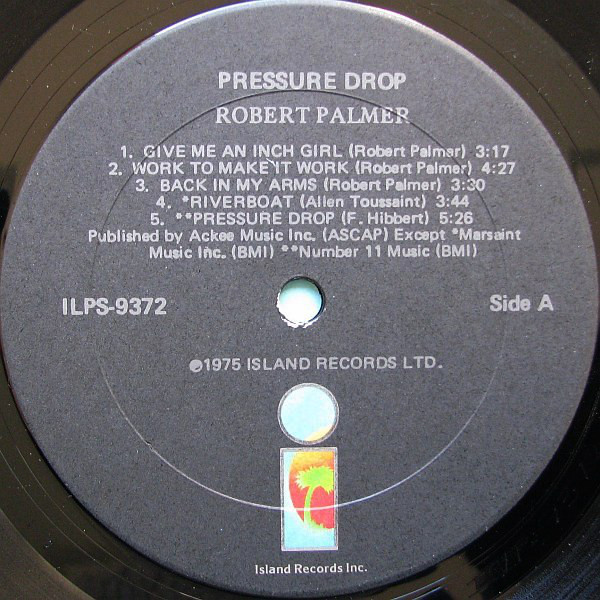 PRESSURE DROP
ROBERT PALMER
1. GIVE ME AN INCH GIRL (Robert Palmer) 3:17
2. WORK TO MAKE IT WORK (Robert Palmer) 4:27
3. BACK IN MY ARMS (Robert Palmer) 3:30
4. *RIVERBOAT (Allen Toussaint) 3:44
5. **PRESSURE DROP (F. Hibbert) 5:26
Published by Ackee Music Inc. (ASCAP) Except *Marsaint
Music Inc. (BMI) **Number 11 Music (BMI)
ILPS-9372
Side A
℗1975 ISLAND RECORDS LTD.
Island Records Inc.